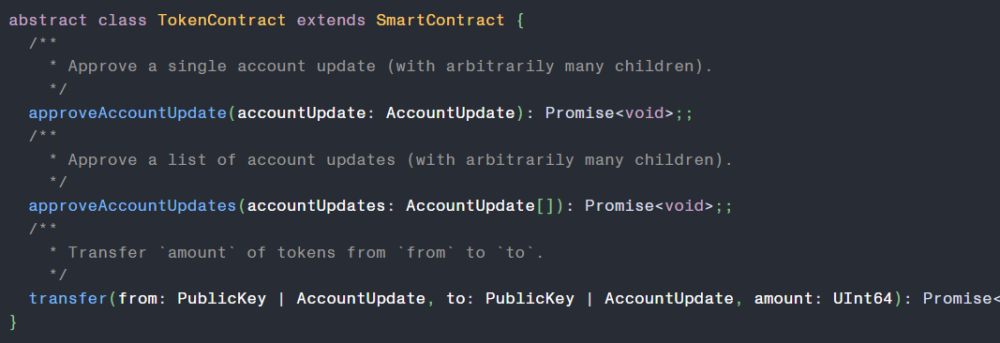 abstract class TokenContract extends SmartContract {
  /**
    * Approve a single account update (with arbitrarily many children).
    */
  approveAccountUpdate(accountUpdate: AccountUpdate): Promise<void>;;
  /**
    * Approve a list of account updates (with arbitrarily many children).
    */
  approveAccountUpdates(accountUpdates: AccountUpdate[]): Promise<void>;;
  /**
    * Transfer `amount` of tokens from `from` to `to`.
    */
  transfer(from: PublicKey | AccountUpdate, to: PublicKey | AccountUpdate, amount: UInt64): Promise<
}